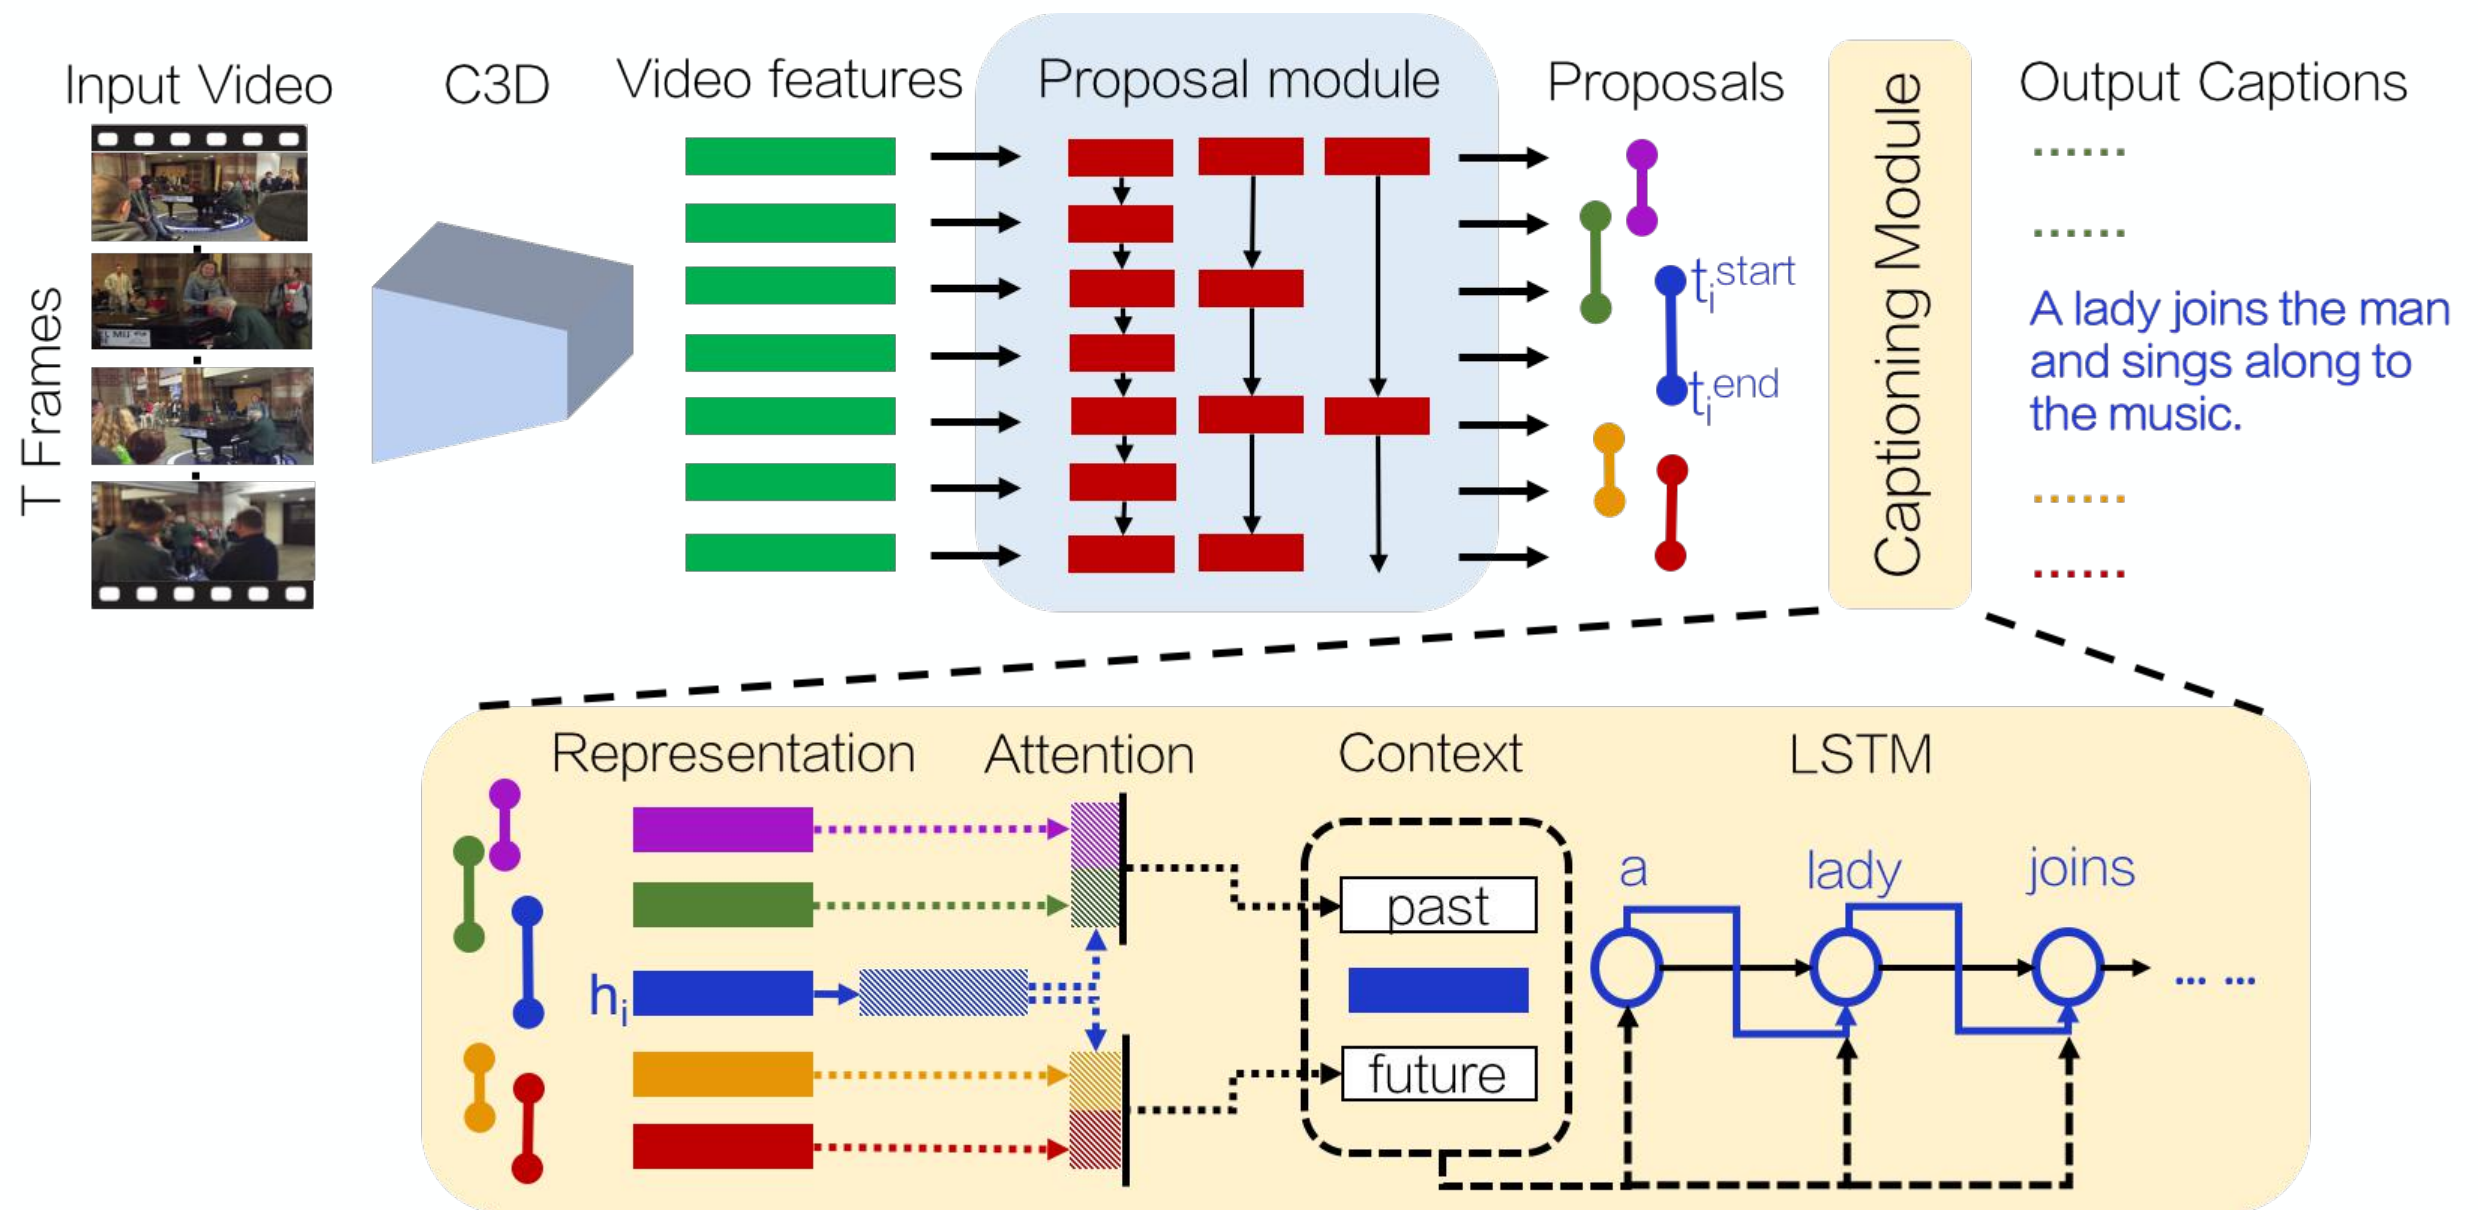 Input Video
C3D
Video features
Proposal module
Proposals
Captioning Module
Output Captions
T Frames
......
......
t_i^start
t_i^end
A lady joins the man
and sings along to
the music.
......
......
Representation
Attention
Context
LSTM
a
lady
joins
past
h_i
... ...
future